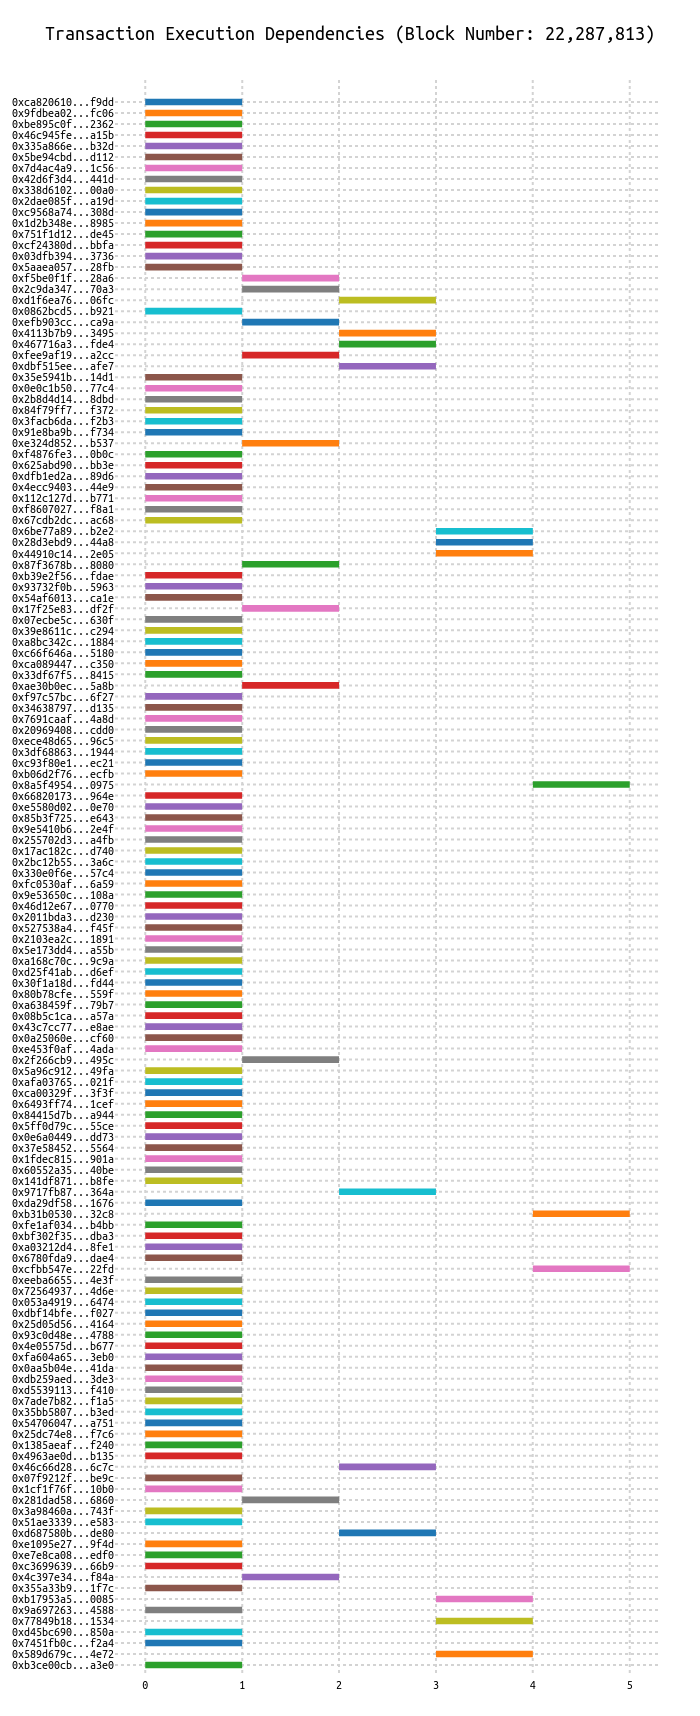 Transaction Execution Dependencies (Block Number: 22,287,813)
0xca820610...f9dd
0x9fdbea02...fc06
0xbe895c0f...2362
0x46c945fe...a15b
0x335a866e...b32d
0x5be94cbd...d112
0x7d4ac4a9...1c56
0x42d6f3d4...441d
0x338d6102...00a0
0x2dae085f...a19d
0xc9568a74...308d
0x1d2b348e...8985
0x751f1d12...de45
0xcf24380d...bbfa
0x03dfb394...3736
0x5aaea057...28fb
0xf5be0f1f...28a6
0x2c9da347...70a3
0xd1f6ea76...06fc
0x0862bcd5...b921
0xefb903cc...ca9a
0x4113b7b9...3495
0x467716a3...fde4
0xfee9af19...a2cc
0xdbf515ee...afe7
0x35e5941b...14d1
0x0e0c1b50...77c4
0x2b8d4d14...8dbd
0x84f79ff7...f372
0x3facb6da...f2b3
0x91e8ba9b...f734
0xe324d852...b537
0xf4876fe3...0b0c
0x625abd90...bb3e
0xdfb1ed2a...89d6
0x4ecc9403...44e9
0x112c127d...b771
0xf8607027...f8a1
0x67cdb2dc...ac68
0x6be77a89...b2e2
0x28d3ebd9...44a8
0x44910c14...2e05
0x87f3678b...8080
0xb39e2f56...fdae
0x93732f0b...5963
0x54af6013...ca1e
0x17f25e83...df2f
0x07ecbe5c...630f
0x39e8611c...c294
0xa8bc342c...1884
0xc66f646a...5180
0xca089447...c350
0x33df67f5...8415
0xae30b0ec...5a8b
0xf97c57bc...6f27
0x34638797...d135
0x7691caaf...4a8d
0x20969408...cdd0
0xece48d65...96c5
0x3df68863...1944
0xc93f80e1...ec21
0xb06d2f76...ecfb
0x8a5f4954...0975
0x66820173...964e
0xe5580d02...0e70
0x85b3f725...e643
0x9e5410b6...2e4f
0x255702d3...a4fb
0x17ac182c...d740
0x2bc12b55...3a6c
0x330e0f6e...57c4
0xfc0530af...6a59
0x9e53650c...108a
0x46d12e67...0770
0x2011bda3...d230
0x527538a4...f45f
0x2103ea2c...1891
0x5e173dd4...a55b
0xa168c70c...9c9a
0xd25f41ab...d6ef
0x30f1a18d...fd44
0x80b78cfe...559f
0xa638459f...79b7
0x08b5c1ca...a57a
0x43c7cc77...e8ae
0x0a25060e...cf60
0xe453f0af...4ada
0x2f266cb9...495c
0x5a96c912...49fa
0xafa03765...021f
0xca00329f...3f3f
0x6493ff74...1cef
0x84415d7b...a944
0x5ff0d79c...55ce
0x0e6a0449...dd73
0x37e58452...5564
0x1fdec815...901a
0x60552a35...40be
0x141df871...b8fe
0x9717fb87...364a
0xda29df58...1676
0xb31b0530...32c8
0xfe1af034...b4bb
0xbf302f35...dba3
0xa03212d4...8fe1
0x6780fda9...dae4
0xcfbb547e...22fd
0xeeba6655...4e3f
0x72564937...4d6e
0x053a4919...6474
0xdbf14bfe...f027
0x25d05d56...4164
0x93c0d48e...4788
0x4e05575d...b677
0xfa604a65...3eb0
0x0aa5b04e...41da
0xdb259aed...3de3
0xd5539113...f410
0x7ade7b82...f1a5
0x35bb5807...b3ed
0x54706047...a751
0x25dc74e8...f7c6
0x1385aeaf...f240
0x4963ae0d...b135
0x46c66d28...6c7c
0x07f9212f...be9c
0x1cf1f76f...10b0
0x281dad58...6860
0x3a98460a...743f
0x51ae3339...e583
0xd687580b...de80
0xe1095e27...9f4d
0xe7e8ca08...edf0
0xc3699639...66b9
0x4c397e34...f84a
0x355a33b9...1f7c
0xb17953a5...0085
0x9a697263...4588
0x77849b18...1534
0xd45bc690...850a
0x7451fb0c...f2a4
0x589d679c...4e72
0xb3ce00cb...a3e0
0 1 2 3 4 5